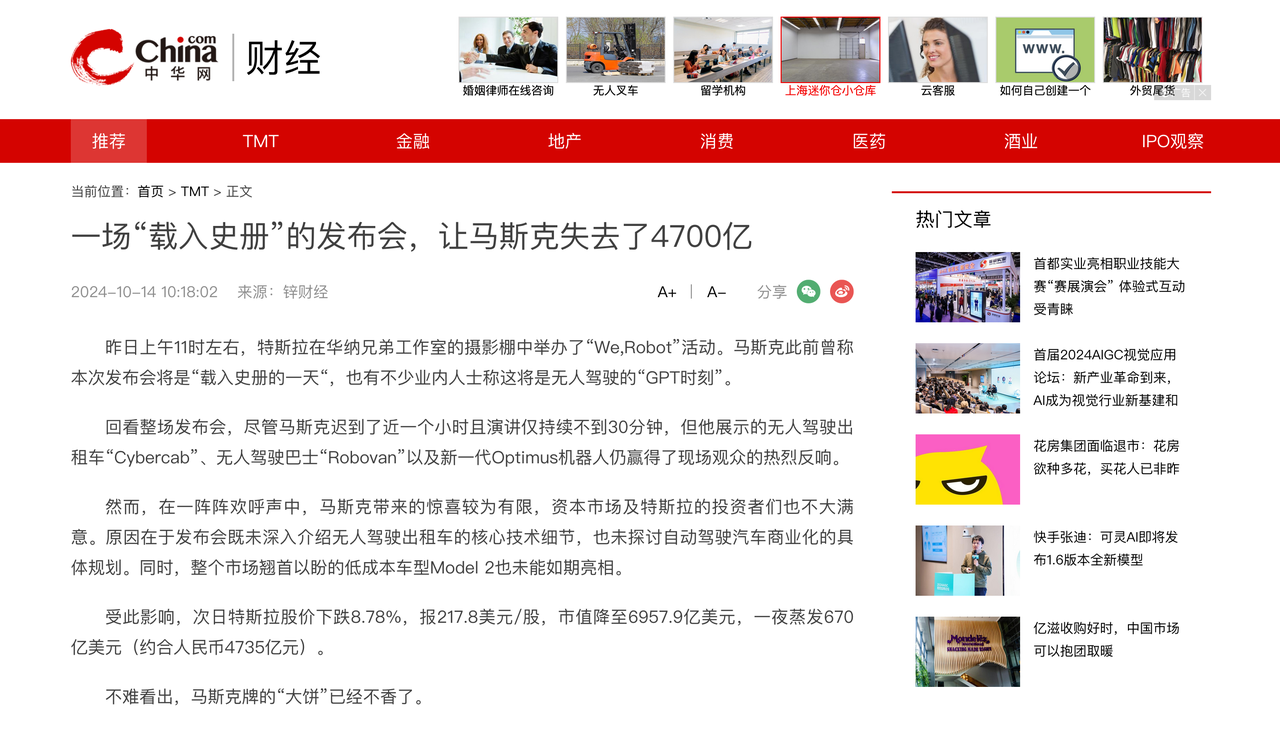 China.com
中华网
财经
www.
婚姻律师在线咨询
无人叉车
留学机构
上海迷你仓小仓库
云客服
如何自己创建一个
外贸尾货
广告
推荐
TMT
金融
地产
消费
医药
酒业
IPO观察
当前位置：首页 > TMT > 正文
一场“载入史册”的发布会，让马斯克失去了4700亿
2024-10-14 10:18:02 来源：锌财经
A+ | A- 分享
昨日上午11时左右，特斯拉在华纳兄弟工作室的摄影棚中举办了“We,Robot”活动。马斯克此前曾称
本次发布会将是“载入史册的一天“，也有不少业内人士称这将是无人驾驶的“GPT时刻”。
回看整场发布会，尽管马斯克迟到了近一个小时且演讲仅持续不到30分钟，但他展示的无人驾驶出
租车“Cybercab”、无人驾驶巴士“Robovan”以及新一代Optimus机器人仍赢得了现场观众的热烈反响。
然而，在一阵阵欢呼声中，马斯克带来的惊喜较为有限，资本市场及特斯拉的投资者们也不大满
意。原因在于发布会既未深入介绍无人驾驶出租车的核心技术细节，也未探讨自动驾驶汽车商业化的具
体规划。同时，整个市场翘首以盼的低成本车型Model 2也未能如期亮相。
受此影响，次日特斯拉股价下跌8.78%，报217.8美元/股，市值降至6957.9亿美元，一夜蒸发670
亿美元（约合人民币4735亿元）。
不难看出，马斯克牌的“大饼”已经不香了。
热门文章
首都实业亮相职业技能大
赛“赛展演会” 体验式互动
受青睐
首届2024AIGC视觉应用
论坛：新产业革命到来，
AI成为视觉行业新基建和
花房集团面临退市：花房
欲种多花，买花人已非昨
快手张迪：可灵AI即将发
布1.6版本全新模型
Mondelēz
International
亿滋收购好时，中国市场
可以抱团取暖